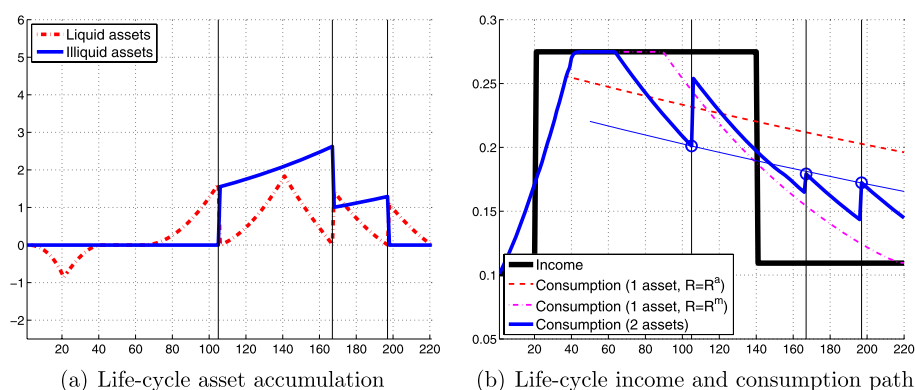 6
5
4
3
2
1
0
−1
−2
Liquid assets
Illiquid assets
20 40 60 80 100 120 140 160 180 200 220
(a) Life-cycle asset accumulation
0.3
0.25
0.2
0.15
0.1
0.05
Income
Consumption (1 asset, R=Rᵃ)
Consumption (1 asset, R=Rᵐ)
Consumption (2 assets)
20 40 60 80 100 120 140 160 180 200 220
(b) Life-cycle income and consumption path